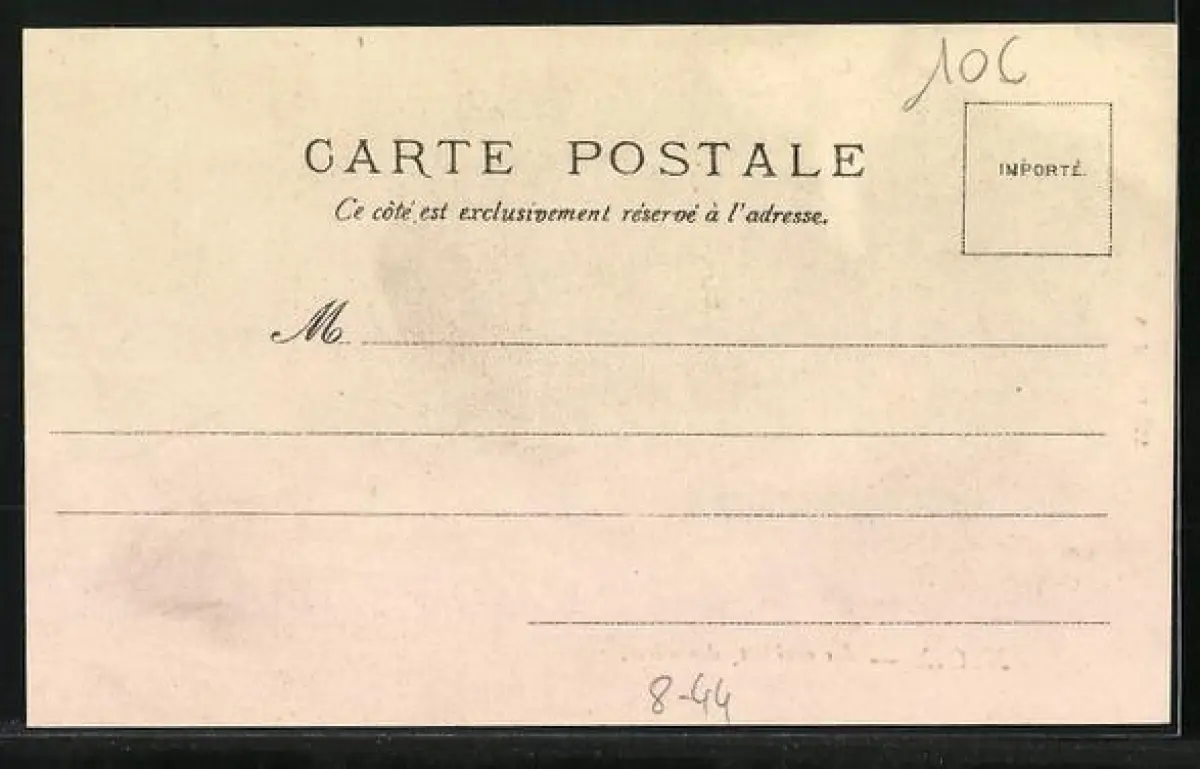 106
CARTE POSTALE
IMPORTÉ.
Ce côté est exclusivement réservé à l'adresse.
M
8-44